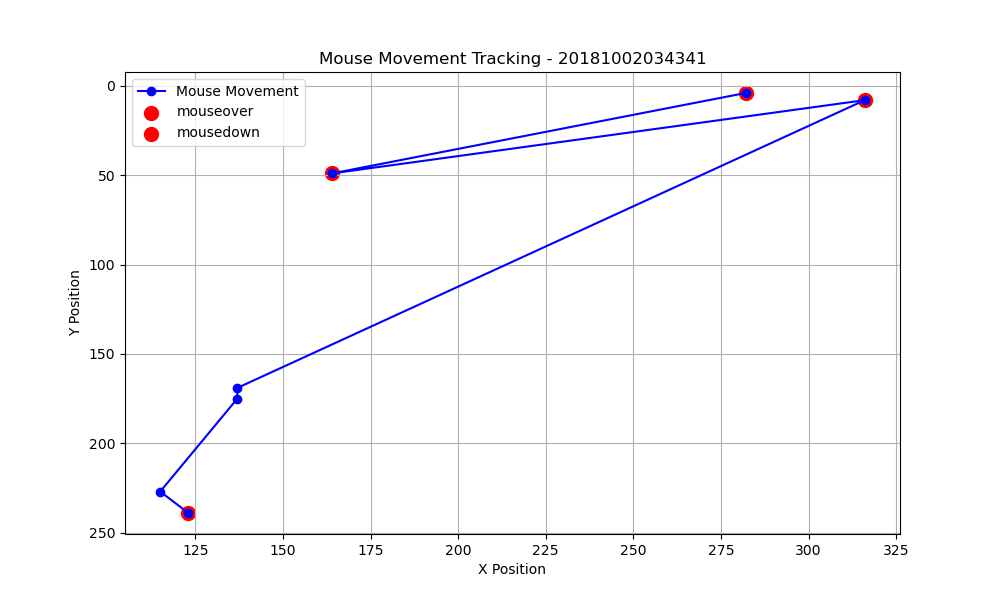 Mouse Movement Tracking - 20181002034341
Mouse Movement
mouseover
mousedown
0
50
100
150
200
250
Y Position
125 150 175 200 225 250 275 300 325
X Position